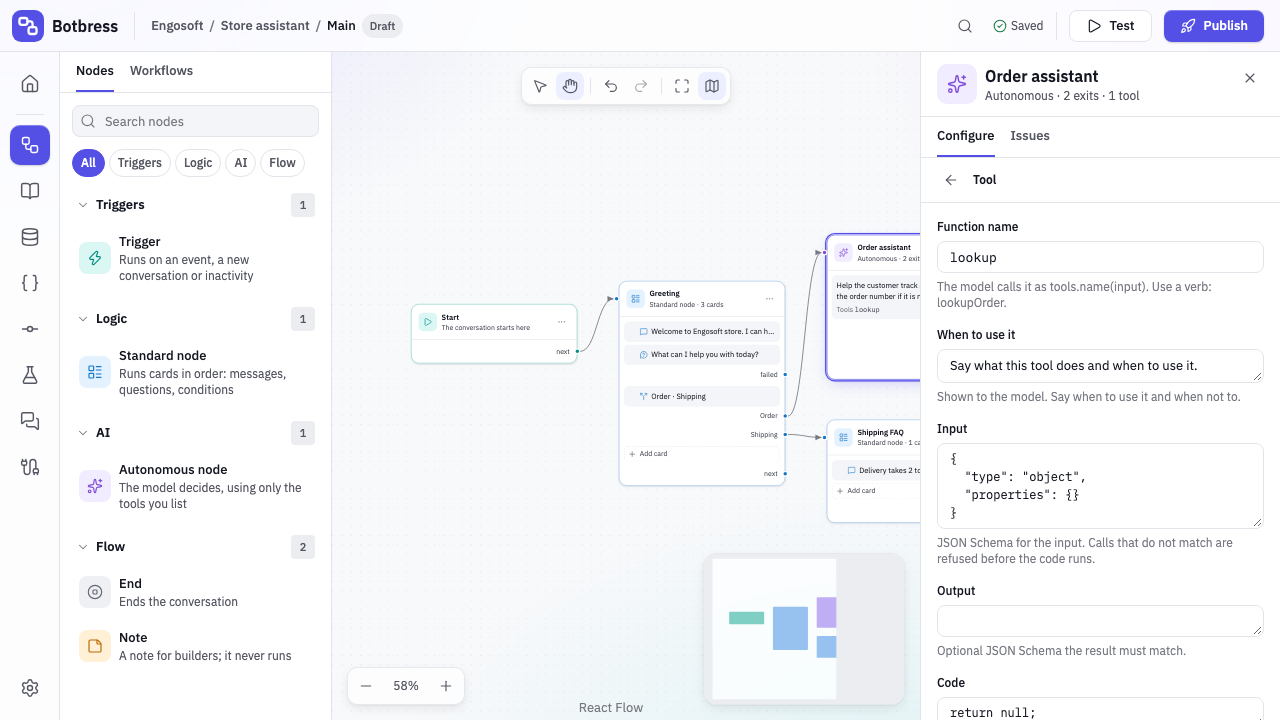 Botbress
Engosoft / Store assistant / Main
Draft
Saved
Test
Publish
Nodes
Workflows
Search nodes
All
Triggers
Logic
AI
Flow
Triggers
1
Trigger
Runs on an event, a new
conversation or inactivity
Logic
1
Standard node
Runs cards in order: messages,
questions, conditions
AI
1
Autonomous node
The model decides, using only the
tools you list
Flow
2
End
Ends the conversation
Note
A note for builders; it never runs
Start
The conversation starts here
next
Greeting
Standard node · 3 cards
Welcome to Engosoft store. I can h...
What can I help you with today?
failed
Order · Shipping
Order
Shipping
Add card
next
Order assistant
Autonomous · 2 exit
Help the customer track
the order number if it is n
Tools lookup
Shipping FAQ
Standard node · 1 ca
Delivery takes 2 to
Add card
58%
React Flow
Order assistant
Autonomous · 2 exits · 1 tool
Configure
Issues
Tool
Function name
lookup
The model calls it as tools.name(input). Use a verb:
lookupOrder.
When to use it
Say what this tool does and when to use it.
Shown to the model. Say when to use it and when not to.
Input
{
  "type": "object",
  "properties": {}
}
JSON Schema for the input. Calls that do not match are
refused before the code runs.
Output
Optional JSON Schema the result must match.
Code
return null;